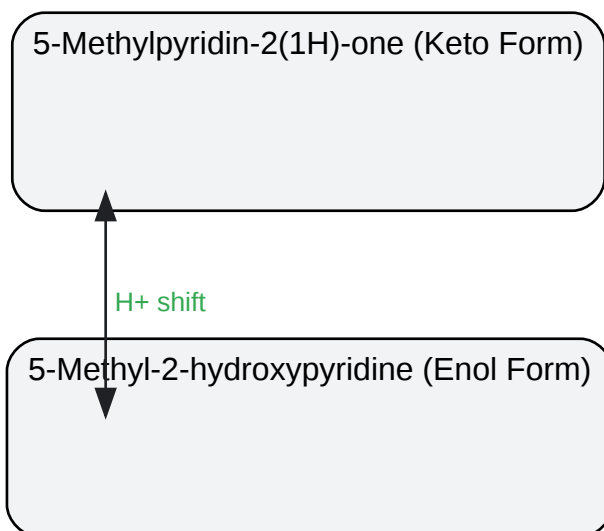 5-Methylpyridin-2(1H)-one (Keto Form)
H+ shift
5-Methyl-2-hydroxypyridine (Enol Form)